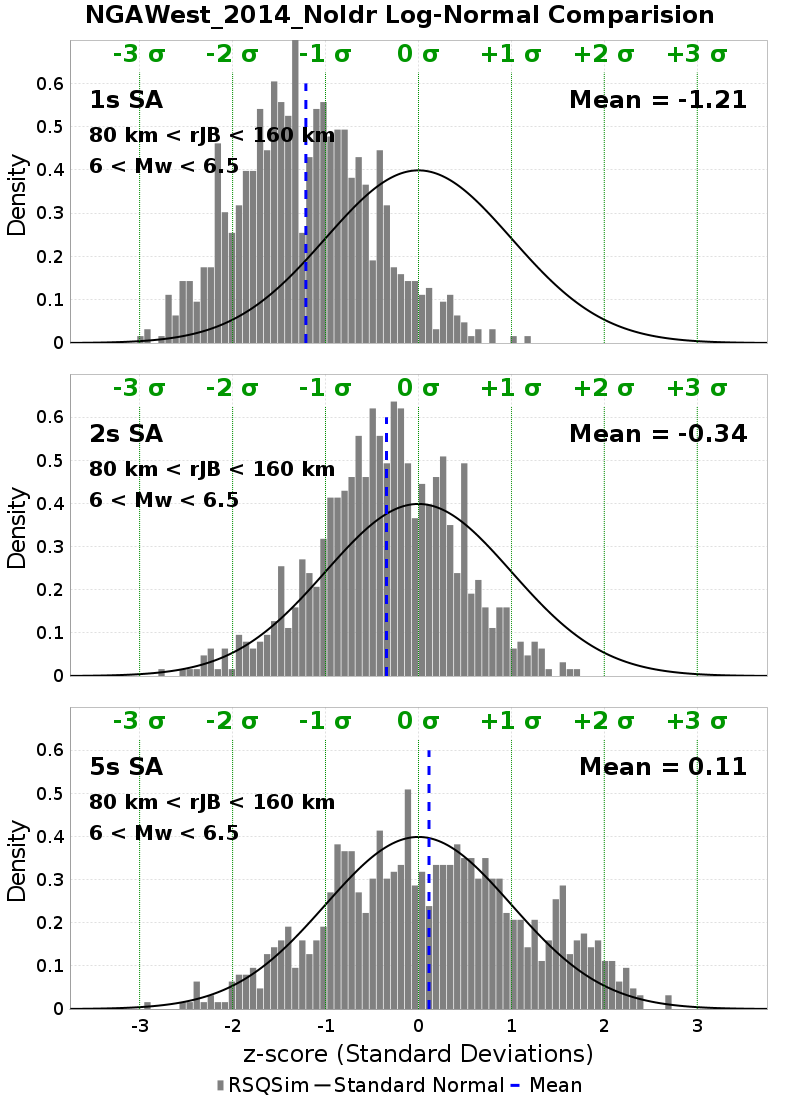 NGAWest_2014_NoIdr Log-Normal Comparision
-3 σ -2 σ -1 σ 0 σ +1 σ +2 σ +3 σ
1s SA Mean = -1.21
80 km < rJB < 160 km
6 < Mw < 6.5
0.6
0.5
0.4
0.3
0.2
0.1
0
Density
-3 σ -2 σ -1 σ 0 σ +1 σ +2 σ +3 σ
2s SA Mean = -0.34
80 km < rJB < 160 km
6 < Mw < 6.5
0.6
0.5
0.4
0.3
0.2
0.1
0
Density
-3 σ -2 σ -1 σ 0 σ +1 σ +2 σ +3 σ
5s SA Mean = 0.11
80 km < rJB < 160 km
6 < Mw < 6.5
0.6
0.5
0.4
0.3
0.2
0.1
0
Density
-3 -2 -1 0 1 2 3
z-score (Standard Deviations)
RSQSim Standard Normal Mean